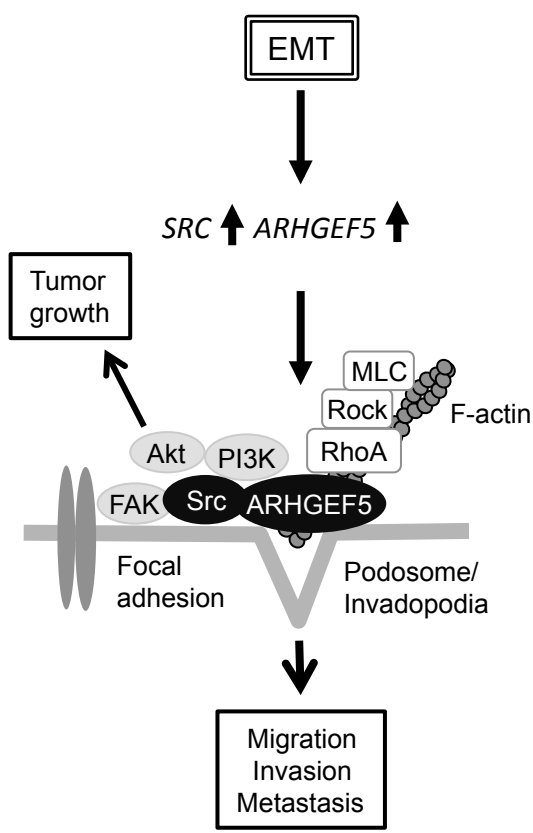 EMT
SRC ARHGEF5
Tumor
growth
MLC
Rock
F-actin
RhoA
Akt
PI3K
FAK
Src
ARHGEF5
Focal
adhesion
Podosome/
Invadopodia
Migration
Invasion
Metastasis